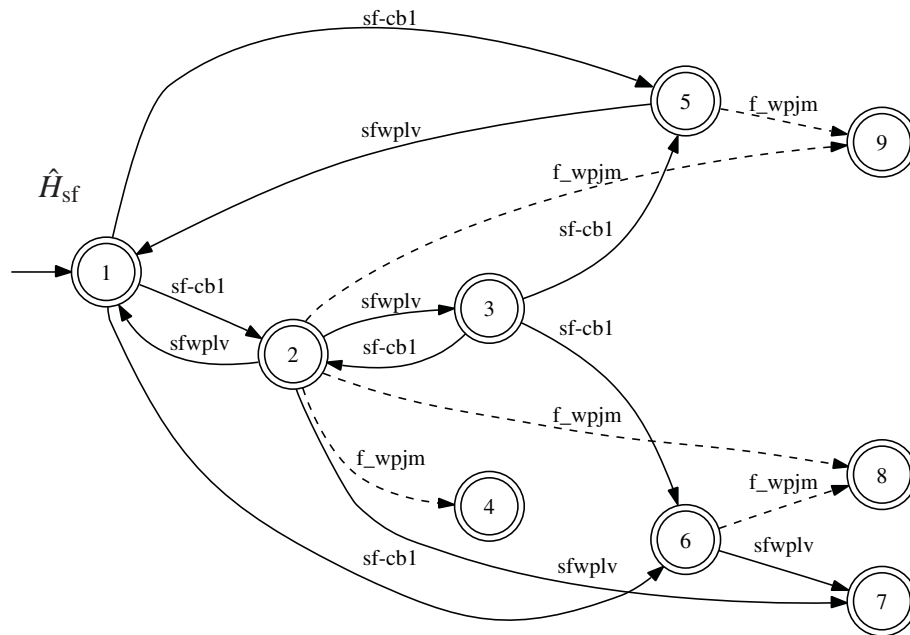 sf-cb1
5
f_wpjm
sfwplv
9
f_wpjm
Ĥsf
sf-cb1
1
sf-cb1
3
sfwplv
sfwplv
2
sf-cb1
sf-cb1
f_wpjm
f_wpjm
8
4
f_wpjm
6
sfwplv
sf-cb1
sfwplv
7